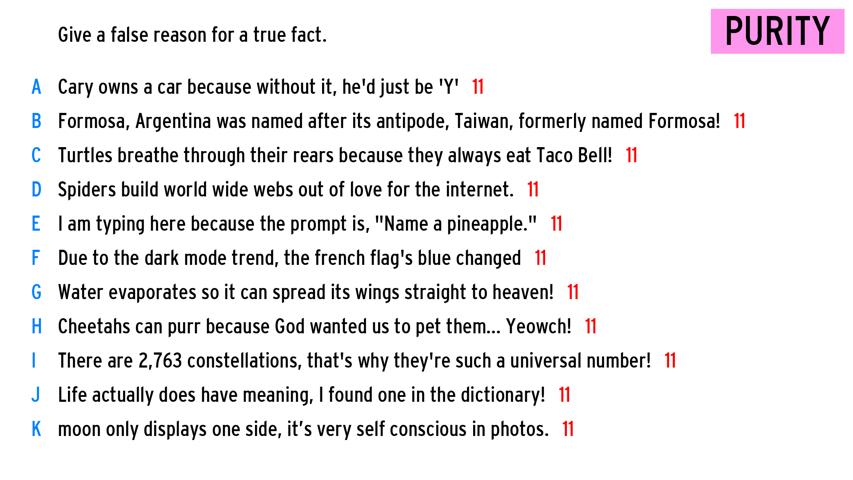 Give a false reason for a true fact.
PURITY
A Cary owns a car because without it, he'd just be 'Y' 11
B Formosa, Argentina was named after its antipode, Taiwan, formerly named Formosa! 11
C Turtles breathe through their rears because they always eat Taco Bell! 11
D Spiders build world wide webs out of love for the internet. 11
E I am typing here because the prompt is, "Name a pineapple." 11
F Due to the dark mode trend, the french flag's blue changed 11
G Water evaporates so it can spread its wings straight to heaven! 11
H Cheetahs can purr because God wanted us to pet them... Yeowch! 11
I There are 2,763 constellations, that's why they're such a universal number! 11
J Life actually does have meaning, I found one in the dictionary! 11
K moon only displays one side, it’s very self conscious in photos. 11